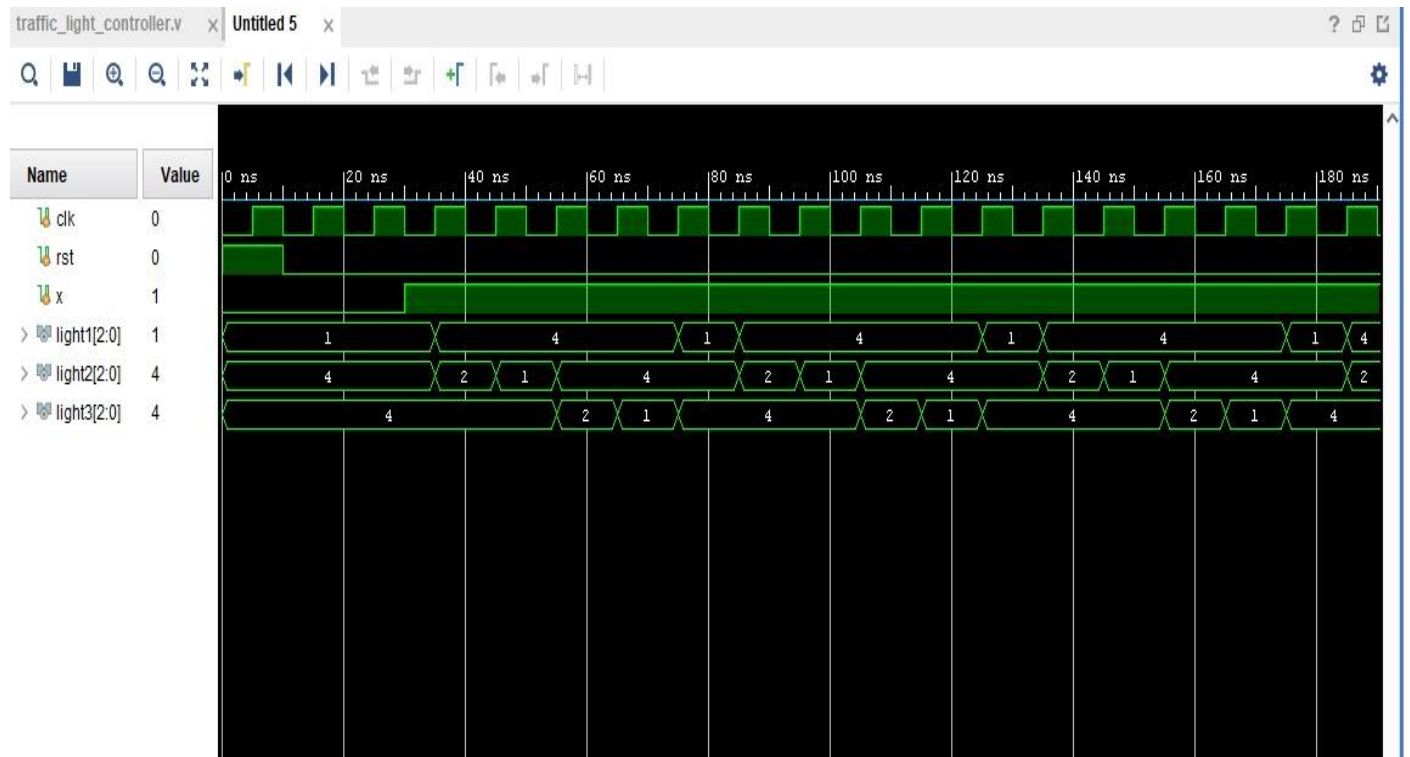 traffic_light_controller.v × Untitled 5 × ?
Name Value 0 ns 20 ns 40 ns 60 ns 80 ns 100 ns 120 ns 140 ns 160 ns 180 ns
clk 0
rst 0
x 1
> light1[2:0] 1 1 4 1 4 1 4 1 4
> light2[2:0] 4 4 2 1 4 2 1 4 2 1 4 2
> light3[2:0] 4 4 2 1 4 2 1 4 2 1 4